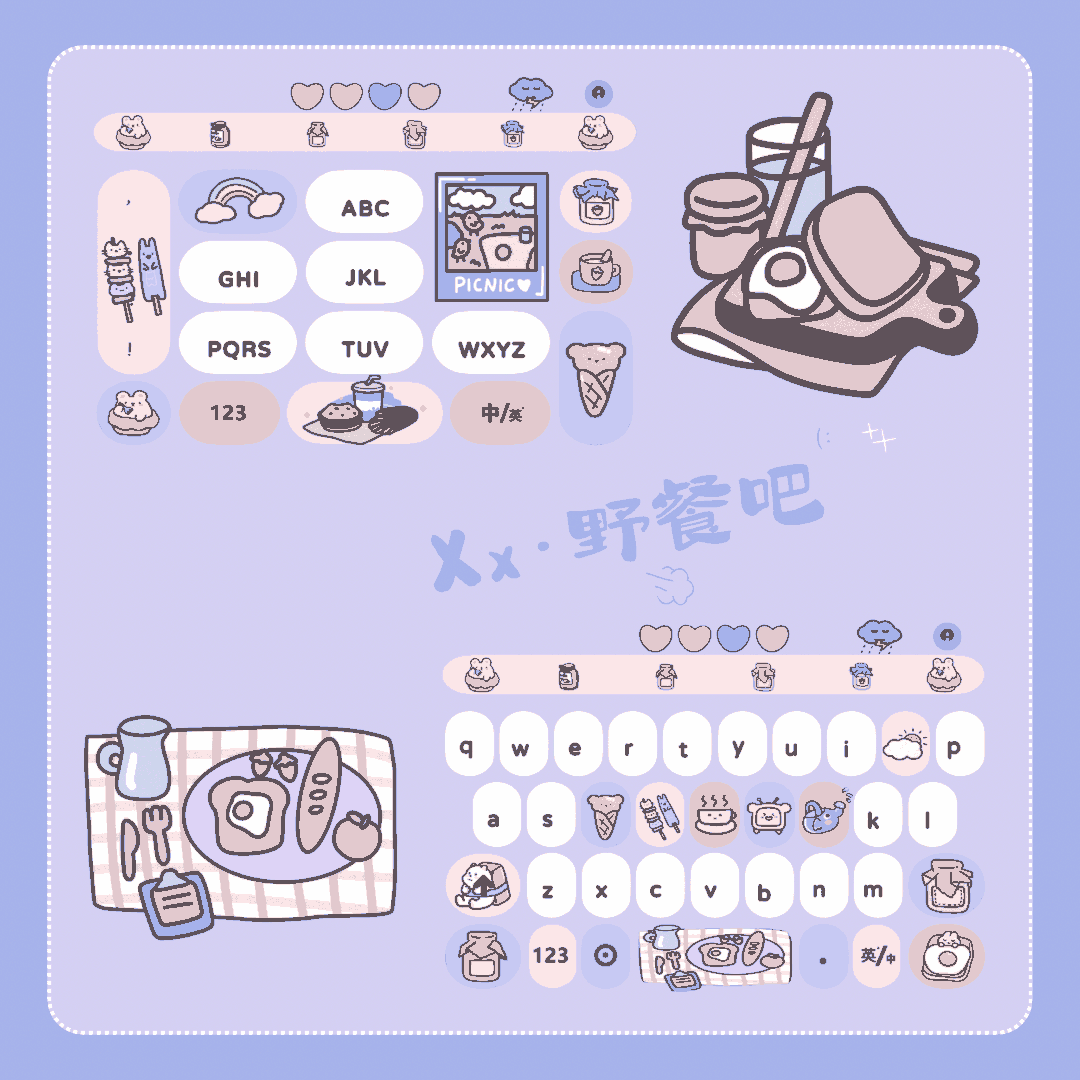 ,
ABC
GHI
JKL
PICNIC
!
PQRS
TUV
WXYZ
123
中/英
Xx·野餐吧
q w e r t y u i p
a s k l
z x c v b n m
123
.
英/中